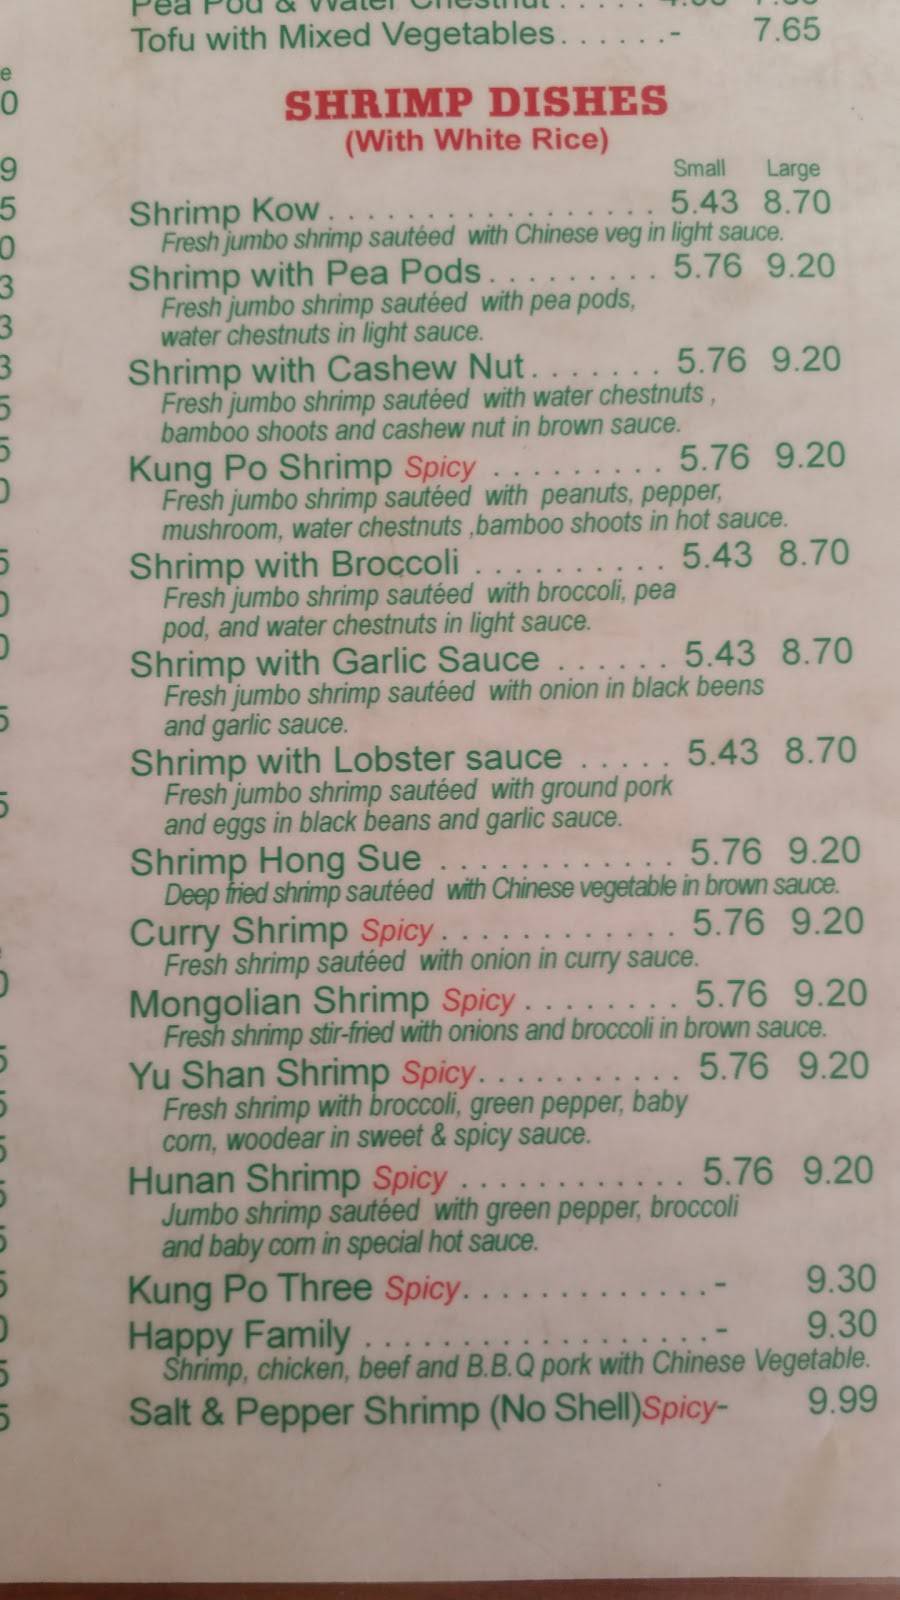 Pea Pod & Water Chestnut . . . . .
Tofu with Mixed Vegetables. . . . . .- 7.65
SHRIMP DISHES
(With White Rice)
Small Large
Shrimp Kow. . . . . . . . . . . . . . . . . 5.43 8.70
Fresh jumbo shrimp sautéed with Chinese veg in light sauce.
Shrimp with Pea Pods. . . . . . . . . 5.76 9.20
Fresh jumbo shrimp sautéed with pea pods,
water chestnuts in light sauce.
Shrimp with Cashew Nut. . . . . . . 5.76 9.20
Fresh jumbo shrimp sautéed with water chestnuts ,
bamboo shoots and cashew nut in brown sauce.
Kung Po Shrimp Spicy . . . . . . . . . 5.76 9.20
Fresh jumbo shrimp sautéed with peanuts, pepper,
mushroom, water chestnuts ,bamboo shoots in hot sauce.
Shrimp with Broccoli . . . . . . . . . . 5.43 8.70
Fresh jumbo shrimp sautéed with broccoli, pea
pod, and water chestnuts in light sauce.
Shrimp with Garlic Sauce . . . . . . 5.43 8.70
Fresh jumbo shrimp sautéed with onion in black beens
and garlic sauce.
Shrimp with Lobster sauce . . . . . 5.43 8.70
Fresh jumbo shrimp sautéed with ground pork
and eggs in black beans and garlic sauce.
Shrimp Hong Sue . . . . . . . . . . . . 5.76 9.20
Deep fried shrimp sautéed with Chinese vegetable in brown sauce.
Curry Shrimp Spicy. . . . . . . . . . . . 5.76 9.20
Fresh shrimp sautéed with onion in curry sauce.
Mongolian Shrimp Spicy. . . . . . . . 5.76 9.20
Fresh shrimp stir-fried with onions and broccoli in brown sauce.
Yu Shan Shrimp Spicy. . . . . . . . . . . 5.76 9.20
Fresh shrimp with broccoli, green pepper, baby
corn, woodear in sweet & spicy sauce.
Hunan Shrimp Spicy . . . . . . . . . . . . 5.76 9.20
Jumbo shrimp sautéed with green pepper, broccoli
and baby corn in special hot sauce.
Kung Po Three Spicy. . . . . . . . . . . . .- 9.30
Happy Family . . . . . . . . . . . . . . . . . . .- 9.30
Shrimp, chicken, beef and B.B.Q pork with Chinese Vegetable.
Salt & Pepper Shrimp (No Shell)Spicy- 9.99